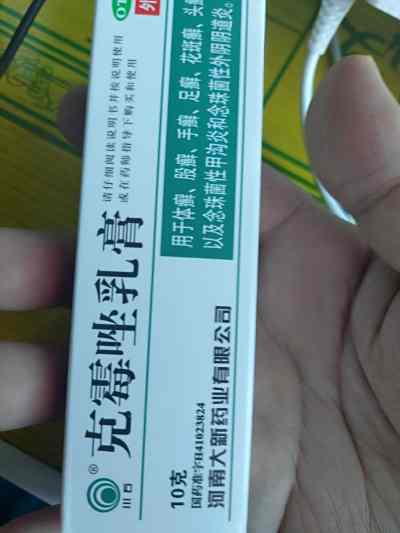 OT
外
请仔细阅读说明书并按说明使用
或在药师指导下购买和使用
川石
®
克霉唑乳膏
用于体癣、股癣、手癣、足癣、花斑癣、头癣
以及念珠菌性甲沟炎和念珠菌性外阴阴道炎。
10克
国药准字H41023824
河南大新药业有限公司